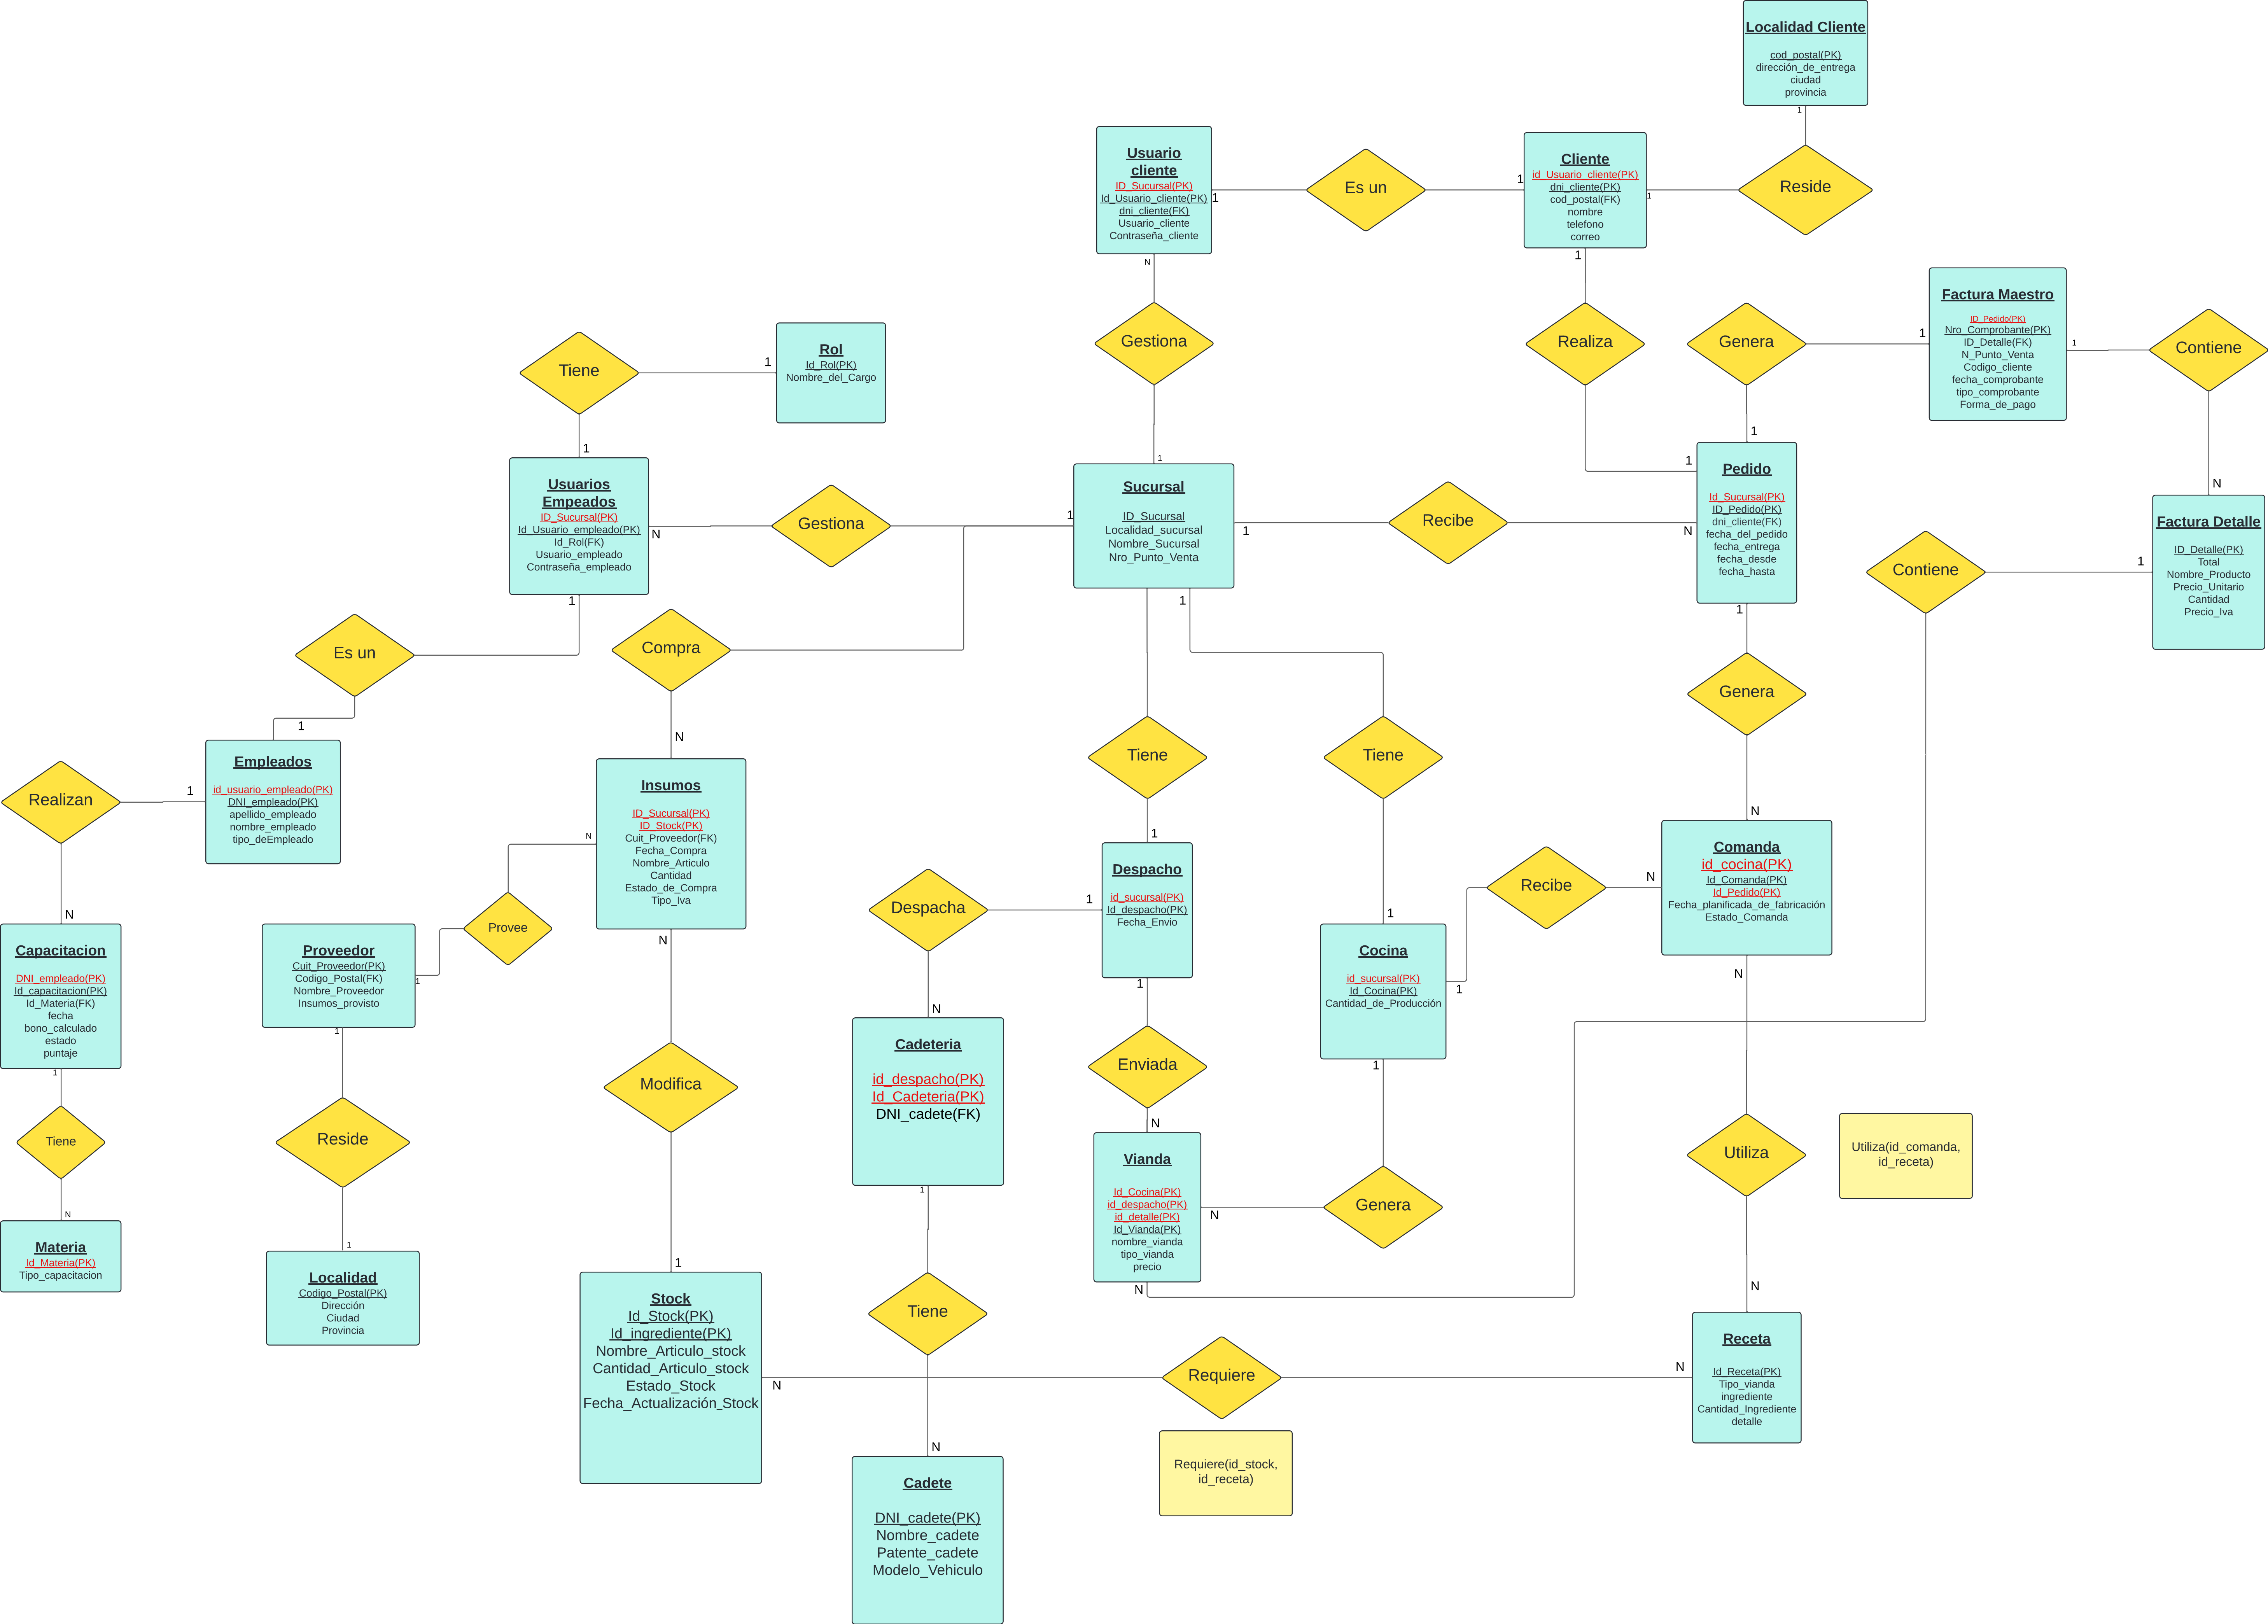 Localidad Cliente
cod_postal(PK)
dirección_de_entrega
ciudad
provincia
1
Usuario
cliente
ID_Sucursal(PK)
Id_Usuario_cliente(PK)
dni_cliente(FK)
Usuario_cliente
Contraseña_cliente
1
N
Es un
1
Cliente
id_Usuario_cliente(PK)
dni_cliente(PK)
cod_postal(FK)
nombre
telefono
correo
1
1
Reside
Gestiona
1
Realiza
1
Genera
1
1
Factura Maestro
ID_Pedido(PK)
Nro_Comprobante(PK)
ID_Detalle(FK)
N_Punto_Venta
Codigo_cliente
fecha_comprobante
tipo_comprobante
Forma_de_pago
1
Contiene
N
Tiene
1
1
Rol
Id_Rol(PK)
Nombre_del_Cargo
Usuarios
Empeados
ID_Sucursal(PK)
Id_Usuario_empleado(PK)
Id_Rol(FK)
Usuario_empleado
Contraseña_empleado
N
1
Gestiona
1
Sucursal
ID_Sucursal
Localidad_sucursal
Nombre_Sucursal
Nro_Punto_Venta
1
1
Recibe
N
Pedido
Id_Sucursal(PK)
ID_Pedido(PK)
dni_cliente(FK)
fecha_del_pedido
fecha_entrega
fecha_desde
fecha_hasta
1
Contiene
1
Factura Detalle
ID_Detalle(PK)
Total
Nombre_Producto
Precio_Unitario
Cantidad
Precio_Iva
Es un
1
Compra
N
Genera
N
Tiene
1
Tiene
1
Realizan
1
N
Empleados
id_usuario_empleado(PK)
DNI_empleado(PK)
apellido_empleado
nombre_empleado
tipo_deEmpleado
Insumos
ID_Sucursal(PK)
ID_Stock(PK)
Cuit_Proveedor(FK)
Fecha_Compra
Nombre_Articulo
Cantidad
Estado_de_Compra
Tipo_Iva
N
N
Provee
1
Despacha
1
N
Despacho
id_sucursal(PK)
Id_despacho(PK)
Fecha_Envio
1
Cocina
id_sucursal(PK)
Id_Cocina(PK)
Cantidad_de_Producción
1
1
Recibe
N
Comanda
id_cocina(PK)
Id_Comanda(PK)
Id_Pedido(PK)
Fecha_planificada_de_fabricación
Estado_Comanda
N
Capacitacion
DNI_empleado(PK)
Id_capacitacion(PK)
Id_Materia(FK)
fecha
bono_calculado
estado
puntaje
1
Proveedor
Cuit_Proveedor(PK)
Codigo_Postal(FK)
Nombre_Proveedor
Insumos_provisto
1
Modifica
1
Cadeteria
id_despacho(PK)
Id_Cadeteria(PK)
DNI_cadete(FK)
1
Enviada
N
Vianda
Id_Cocina(PK)
id_despacho(PK)
id_detalle(PK)
Id_Vianda(PK)
nombre_vianda
tipo_vianda
precio
N
N
Genera
Utiliza
N
Utiliza(id_comanda,
id_receta)
Tiene
N
Reside
1
Materia
Id_Materia(PK)
Tipo_capacitacion
Localidad
Codigo_Postal(PK)
Dirección
Ciudad
Provincia
Stock
Id_Stock(PK)
Id_ingrediente(PK)
Nombre_Articulo_stock
Cantidad_Articulo_stock
Estado_Stock
Fecha_Actualización_Stock
N
Tiene
N
Requiere
N
Requiere(id_stock,
id_receta)
Receta
Id_Receta(PK)
Tipo_vianda
ingrediente
Cantidad_Ingrediente
detalle
Cadete
DNI_cadete(PK)
Nombre_cadete
Patente_cadete
Modelo_Vehiculo